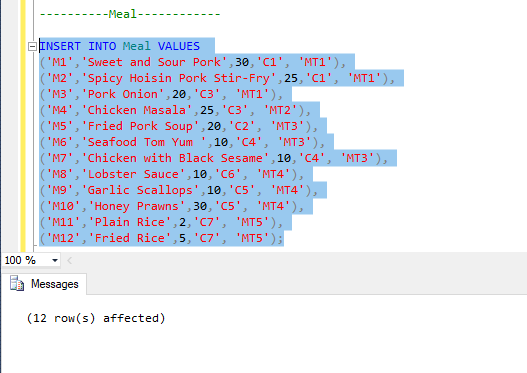 ----------Meal------------
INSERT INTO Meal VALUES
('M1','Sweet and Sour Pork',30,'C1', 'MT1'),
('M2','Spicy Hoisin Pork Stir-Fry',25,'C1', 'MT1'),
('M3','Pork Onion',20,'C3', 'MT1'),
('M4','Chicken Masala',25,'C3', 'MT2'),
('M5','Fried Pork Soup',20,'C2', 'MT3'),
('M6','Seafood Tom Yum ',10,'C4', 'MT3'),
('M7','Chicken with Black Sesame',10,'C4', 'MT3'),
('M8','Lobster Sauce',10,'C6', 'MT4'),
('M9','Garlic Scallops',10,'C5', 'MT4'),
('M10','Honey Prawns',30,'C5', 'MT4'),
('M11','Plain Rice',2,'C7', 'MT5'),
('M12','Fried Rice',5,'C7', 'MT5');
100 %
Messages
(12 row(s) affected)